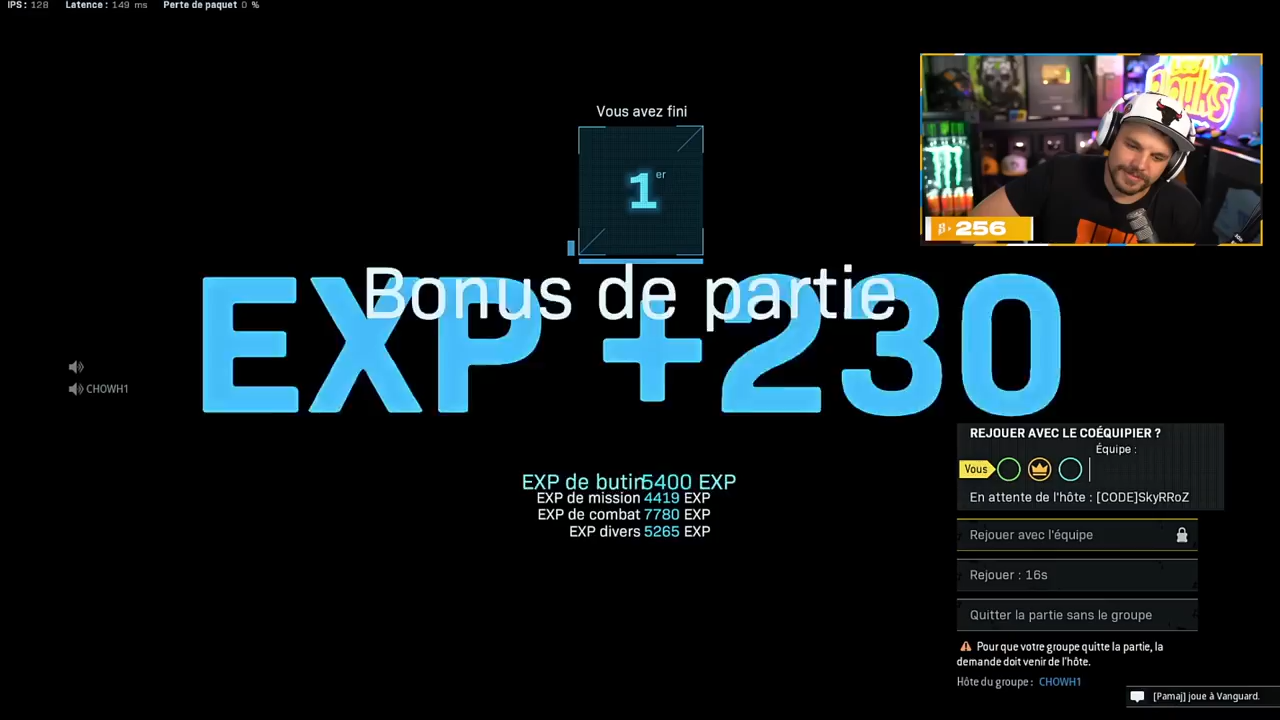 IPS : 128 Latence : 149 ms Perte de paquet 0 %
Vous avez fini
1er
256
Bonus de partie
EXP +230
CHOWH1
EXP de butin 5400 EXP
EXP de mission 4419 EXP
EXP de combat 7780 EXP
EXP divers 5265 EXP
REJOUER AVEC LE COÉQUIPIER ?
Équipe :
Vous
En attente de l'hôte : [CODE]SkyRRoZ
Rejouer avec l'équipe
Rejouer : 16s
Quitter la partie sans le groupe
Pour que votre groupe quitte la partie, la
demande doit venir de l'hôte.
Hôte du groupe : CHOWH1
[Pamaj] joue à Vanguard.